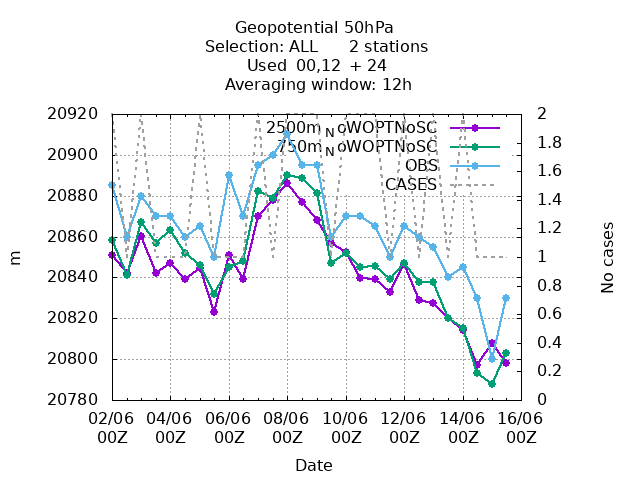 Geopotential 50hPa
Selection: ALL 2 stations
Used 00,12 + 24
Averaging window: 12h
2500mNoWOPTNoSC
750mNoWOPTNoSC
OBS
CASES
20920
20900
20880
20860
20840
20820
20800
20780
2
1.8
1.6
1.4
1.2
1
0.8
0.6
0.4
0.2
0
m
No cases
02/06 04/06 06/06 08/06 10/06 12/06 14/06 16/06
00Z 00Z 00Z 00Z 00Z 00Z 00Z 00Z
Date